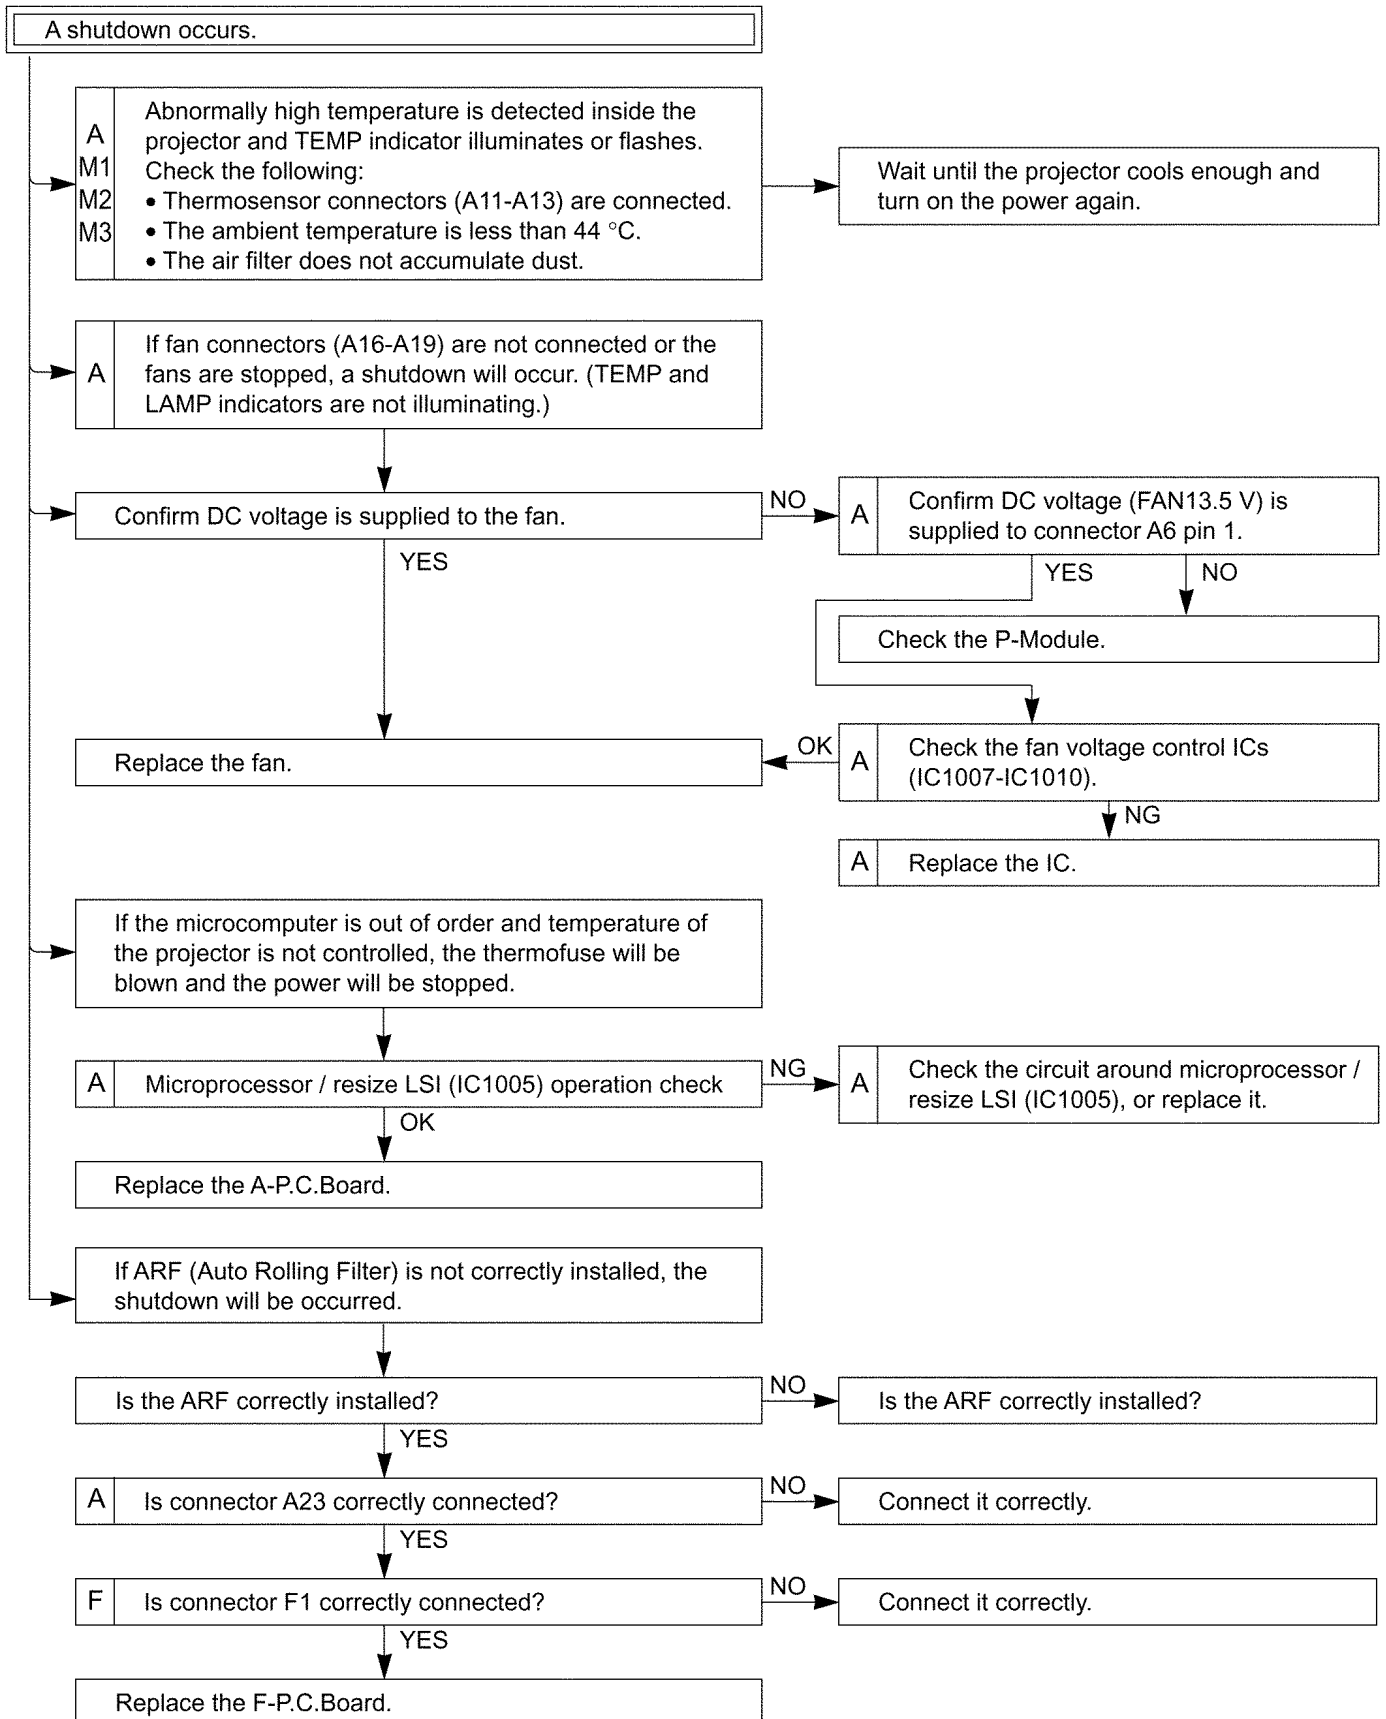 A shutdown occurs.
A
M1
M2
M3
Abnormally high temperature is detected inside the
projector and TEMP indicator illuminates or flashes.
Check the following:
• Thermosensor connectors (A11-A13) are connected.
• The ambient temperature is less than 44 °C.
• The air filter does not accumulate dust.
Wait until the projector cools enough and
turn on the power again.
A
If fan connectors (A16-A19) are not connected or the
fans are stopped, a shutdown will occur. (TEMP and
LAMP indicators are not illuminating.)
Confirm DC voltage is supplied to the fan.
NO
A
Confirm DC voltage (FAN13.5 V) is
supplied to connector A6 pin 1.
YES
YES
NO
Check the P-Module.
Replace the fan.
OK
A
Check the fan voltage control ICs
(IC1007-IC1010).
NG
A
Replace the IC.
If the microcomputer is out of order and temperature of
the projector is not controlled, the thermofuse will be
blown and the power will be stopped.
A
Microprocessor / resize LSI (IC1005) operation check
NG
A
Check the circuit around microprocessor /
resize LSI (IC1005), or replace it.
OK
Replace the A-P.C.Board.
If ARF (Auto Rolling Filter) is not correctly installed, the
shutdown will be occurred.
Is the ARF correctly installed?
NO
Is the ARF correctly installed?
YES
A
Is connector A23 correctly connected?
NO
Connect it correctly.
YES
F
Is connector F1 correctly connected?
NO
Connect it correctly.
YES
Replace the F-P.C.Board.